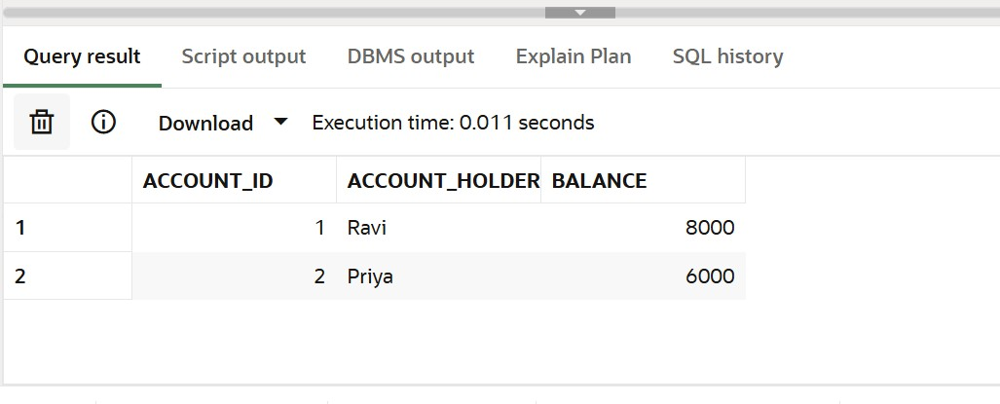 Query result Script output DBMS output Explain Plan SQL history
Download Execution time: 0.011 seconds
ACCOUNT_ID ACCOUNT_HOLDER BALANCE
1 1 Ravi 8000
2 2 Priya 6000